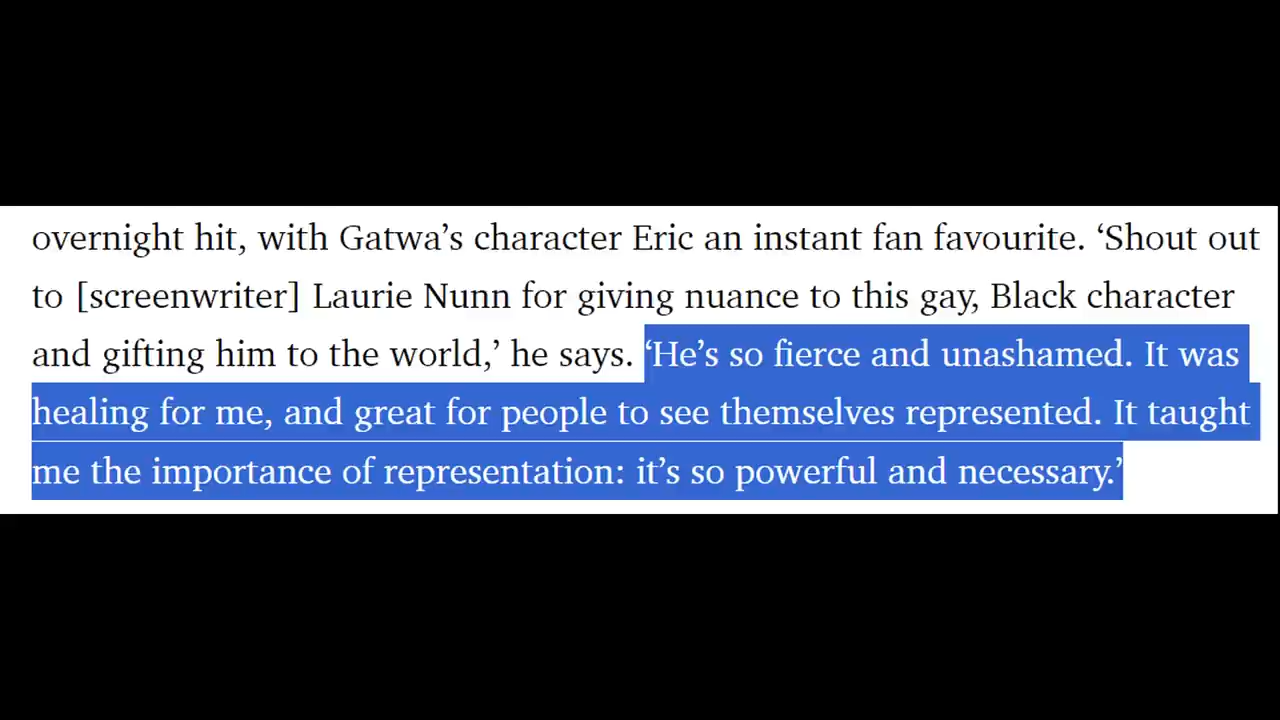 overnight hit, with Gatwa’s character Eric an instant fan favourite. ‘Shout out
to [screenwriter] Laurie Nunn for giving nuance to this gay, Black character
and gifting him to the world,’ he says. ‘He’s so fierce and unashamed. It was
healing for me, and great for people to see themselves represented. It taught
me the importance of representation: it’s so powerful and necessary.’